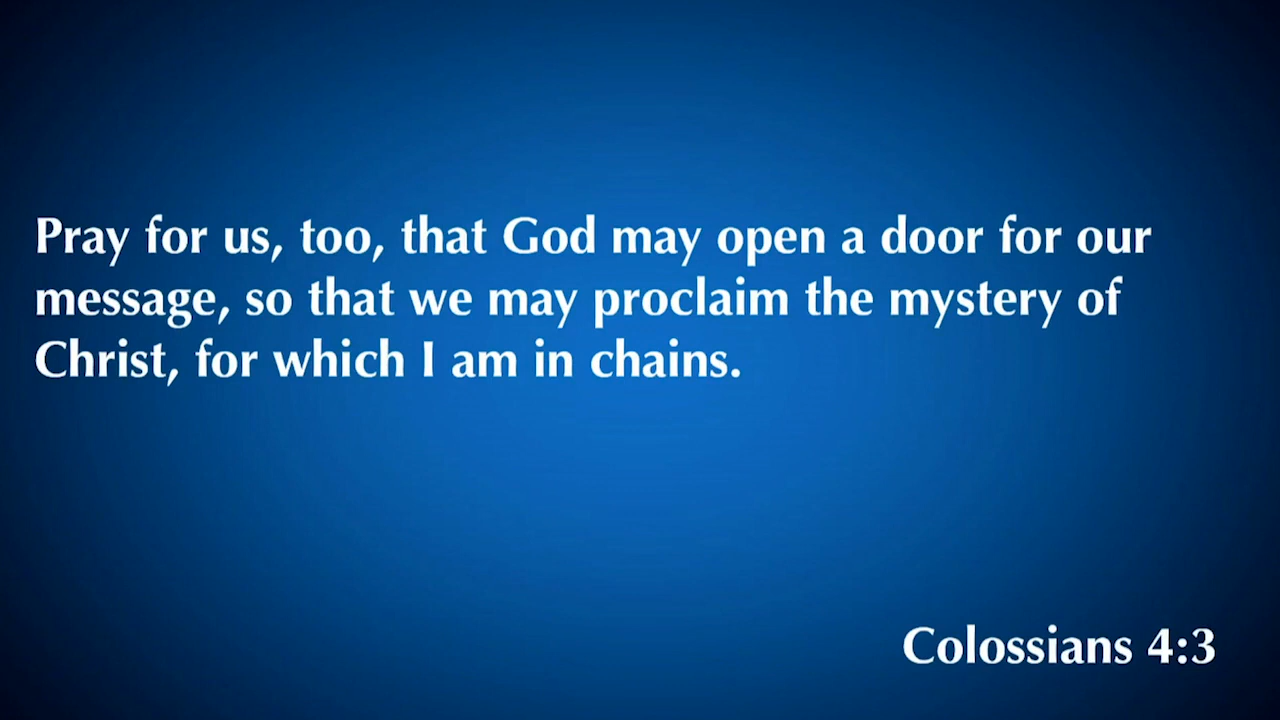 Pray for us, too, that God may open a door for our
message, so that we may proclaim the mystery of
Christ, for which I am in chains.
Colossians 4:3